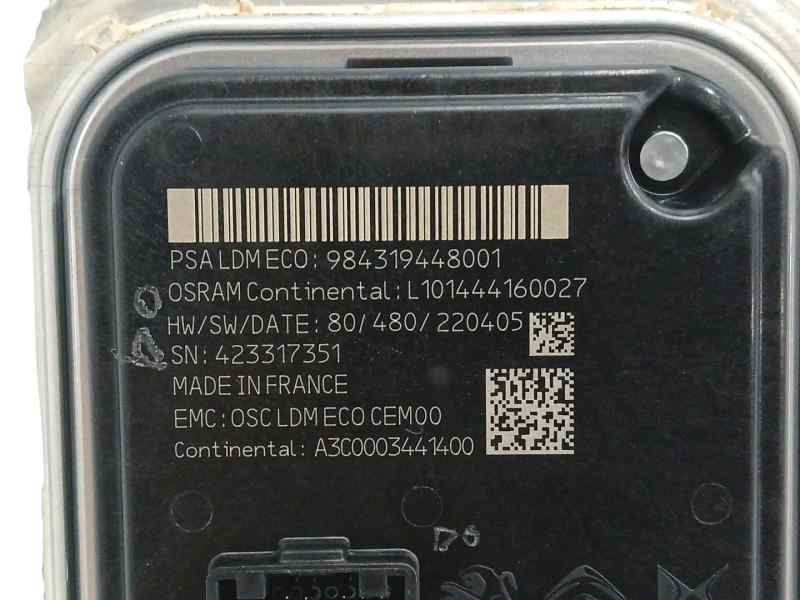 PSA LDM ECO: 984319448001
OSRAM Continental: L101444160027
HW/SW/DATE: 80/480/220405
SN: 423317351
MADE IN FRANCE
EMC: OSC LDM ECO CEM00
Continental: A3C0003441400